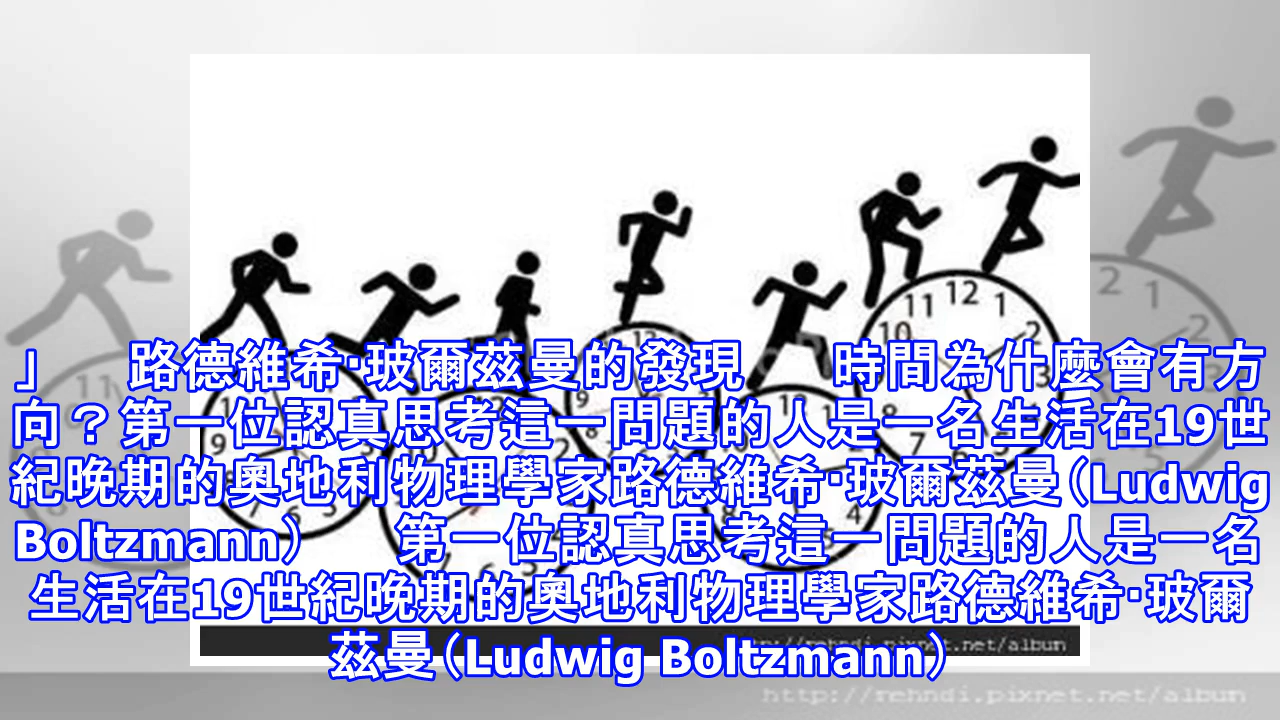 」 路德維希·玻爾茲曼的發現 時間為什麼會有方
向？第一位認真思考這一問題的人是一名生活在19世
紀晚期的奧地利物理學家路德維希·玻爾茲曼（Ludwig
Boltzmann） 第一位認真思考這一問題的人是一名
生活在19世紀晚期的奧地利物理學家路德維希·玻爾
茲曼（Ludwig Boltzmann）
http://mehndi.pixnet.net/album